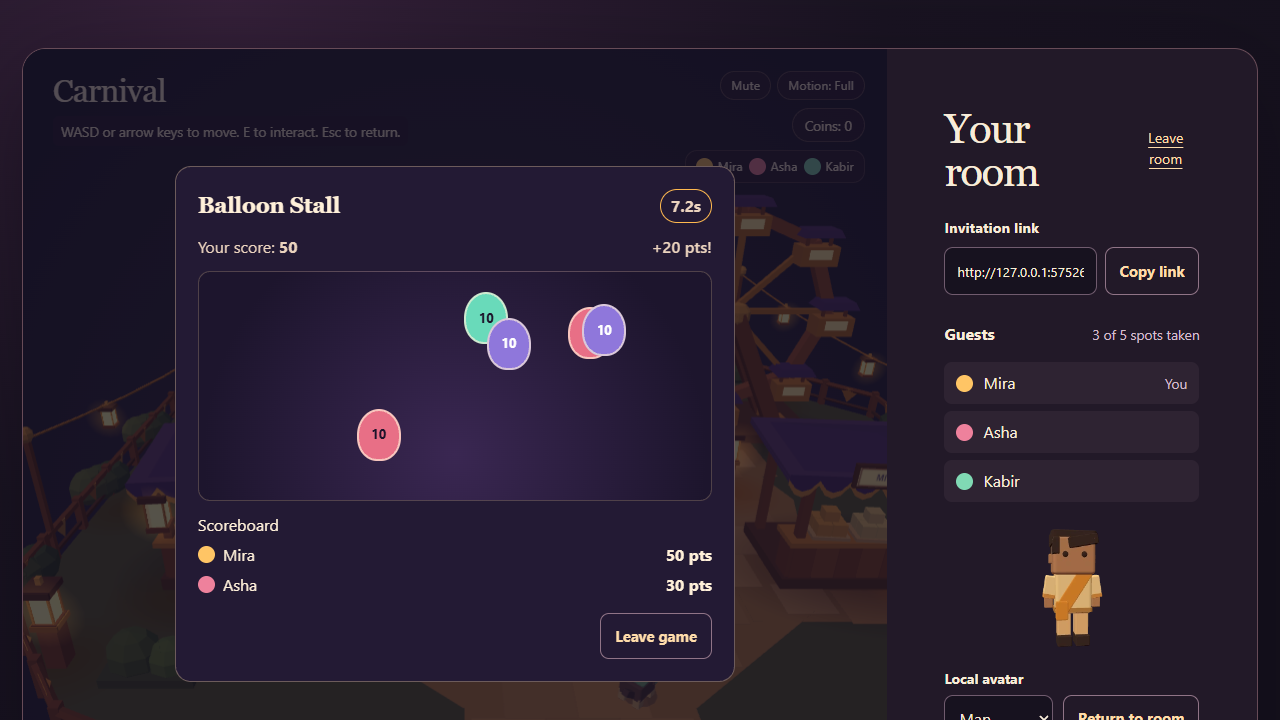 Carnival
WASD or arrow keys to move. E to interact. Esc to return.
Mute
Motion: Full
Coins: 0
Mira
Asha
Kabir
Balloon Stall
7.2s
Your score: 50
+20 pts!
10
10
10
10
Scoreboard
Mira
50 pts
Asha
30 pts
Leave game
Your
room
Leave
room
Invitation link
http://127.0.0.1:57526
Copy link
Guests
3 of 5 spots taken
Mira
You
Asha
Kabir
Local avatar
Man
Return to room